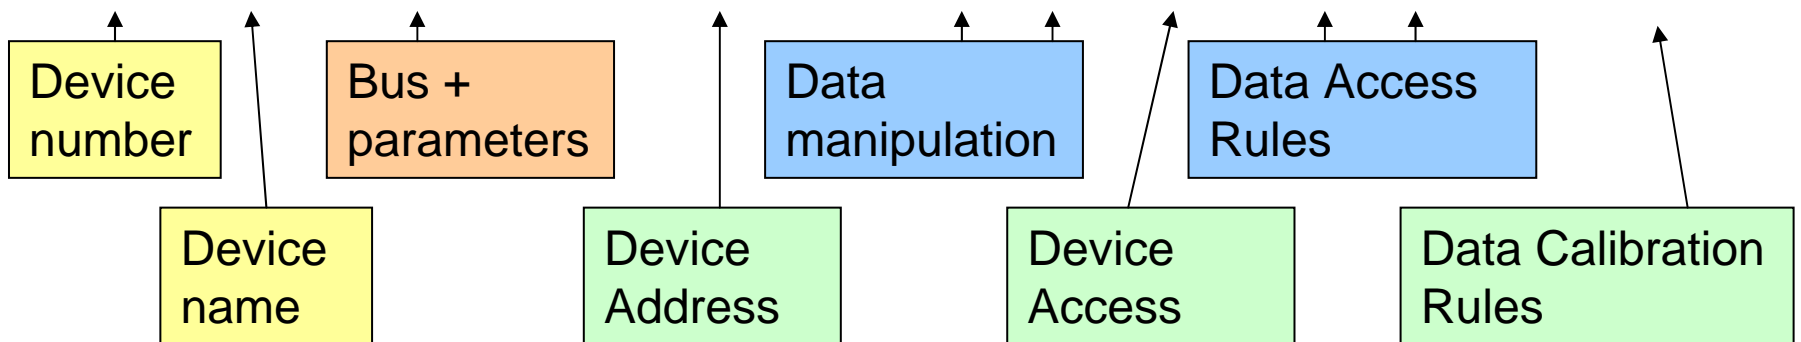 Device
number
Bus +
parameters
Data
manipulation
Data Access
Rules
Device
name
Device
Address
Device
Access
Data Calibration
Rules